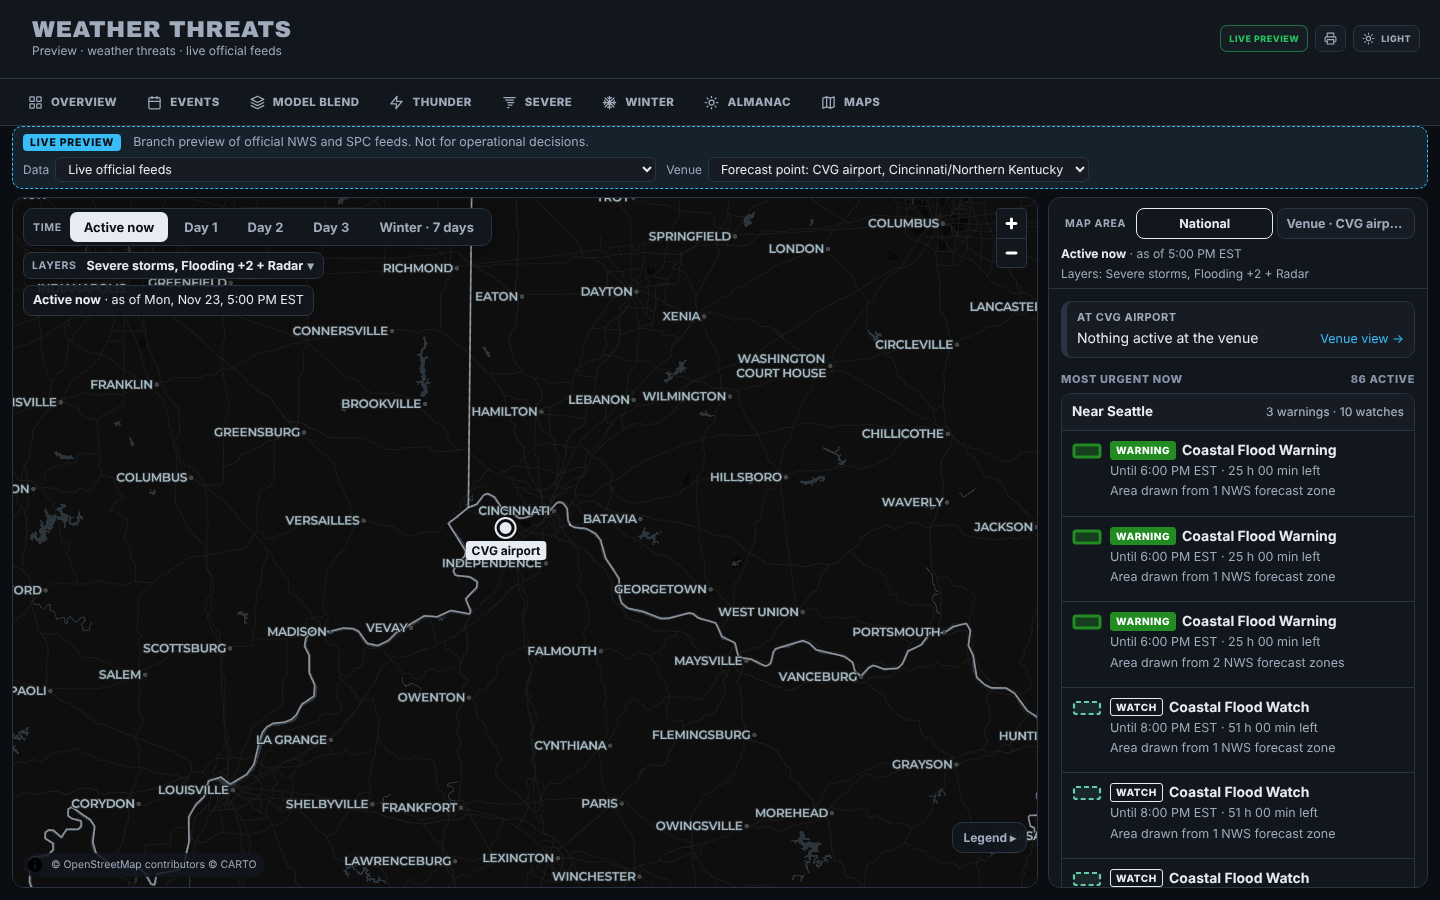 WEATHER THREATS
Preview · weather threats · live official feeds
LIVE PREVIEW
LIGHT
OVERVIEW
EVENTS
MODEL BLEND
THUNDER
SEVERE
WINTER
ALMANAC
MAPS
LIVE PREVIEW Branch preview of official NWS and SPC feeds. Not for operational decisions.
Data Live official feeds
Venue Forecast point: CVG airport, Cincinnati/Northern Kentucky
TIME Active now Day 1 Day 2 Day 3 Winter · 7 days
LAYERS Severe storms, Flooding +2 + Radar ▾
Active now · as of Mon, Nov 23, 5:00 PM EST
+
−
TROY
COLUMBUS
SPRINGFIELD
LONDON
RICHMOND
INDIANAPOLIS
GREENFIELD
EATON
DAYTON
LANCASTER
XENIA
CONNERSVILLE
CIRCLEVILLE
WASHINGTON
COURT HOUSE
FRANKLIN
ISVILLE
BROOKVILLE
HAMILTON
LEBANON
WILMINGTON
GREENSBURG
CHILLICOTHE
COLUMBUS
HILLSBORO
ON
WAVERLY
CINCINNATI
VERSAILLES
BATAVIA
JACKSON
CVG airport
INDEPENDENCE
ORD
GEORGETOWN
WEST UNION
MADISON
VEVAY
PORTSMOUTH
SCOTTSBURG
FALMOUTH
MAYSVILLE
SALEM
VANCEBURG
PAOLI
OWENTON
LA GRANGE
CYNTHIANA
FLEMINGSBURG
HUNTI
GRAYSON
LOUISVILLE
CORYDON
SHELBYVILLE
FRANKFORT
PARIS
MOREHEAD
OWINGSVILLE
Legend ▸
SA
LAWRENCEBURG
LEXINGTON
WINCHESTER
© OpenStreetMap contributors © CARTO
MAP AREA National Venue · CVG airp...
Active now · as of 5:00 PM EST
Layers: Severe storms, Flooding +2 + Radar
AT CVG AIRPORT
Nothing active at the venue Venue view →
MOST URGENT NOW 86 ACTIVE
Near Seattle 3 warnings · 10 watches
WARNING Coastal Flood Warning
Until 6:00 PM EST · 25 h 00 min left
Area drawn from 1 NWS forecast zone
WARNING Coastal Flood Warning
Until 6:00 PM EST · 25 h 00 min left
Area drawn from 1 NWS forecast zone
WARNING Coastal Flood Warning
Until 6:00 PM EST · 25 h 00 min left
Area drawn from 2 NWS forecast zones
WATCH Coastal Flood Watch
Until 8:00 PM EST · 51 h 00 min left
Area drawn from 1 NWS forecast zone
WATCH Coastal Flood Watch
Until 8:00 PM EST · 51 h 00 min left
Area drawn from 1 NWS forecast zone
WATCH Coastal Flood Watch